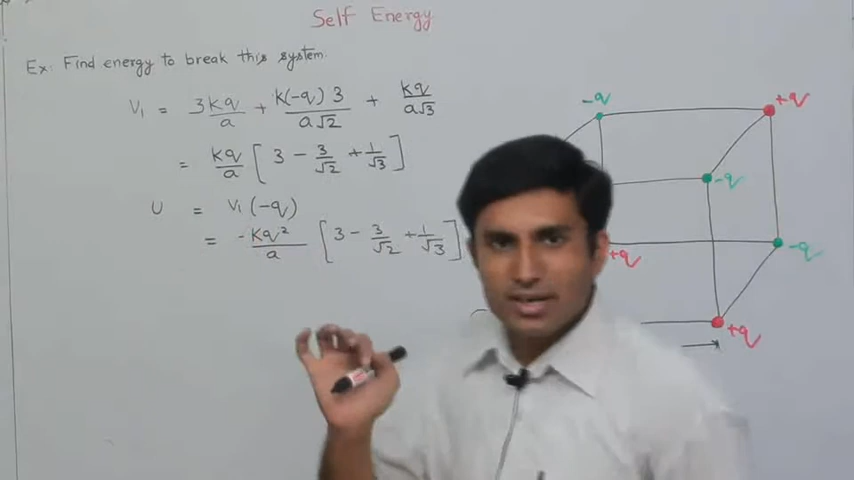 Self Energy
Ex: Find energy to break this system.
V₁ = 3Kq/a + K(-q)3/a√2 + Kq/a√3
= Kq/a [ 3 - 3/√2 + 1/√3 ]
U = V₁(-q)
= -Kq²/a [ 3 - 3/√2 + 1/√3 ]
-q
+q
-q
+q
-q
+q